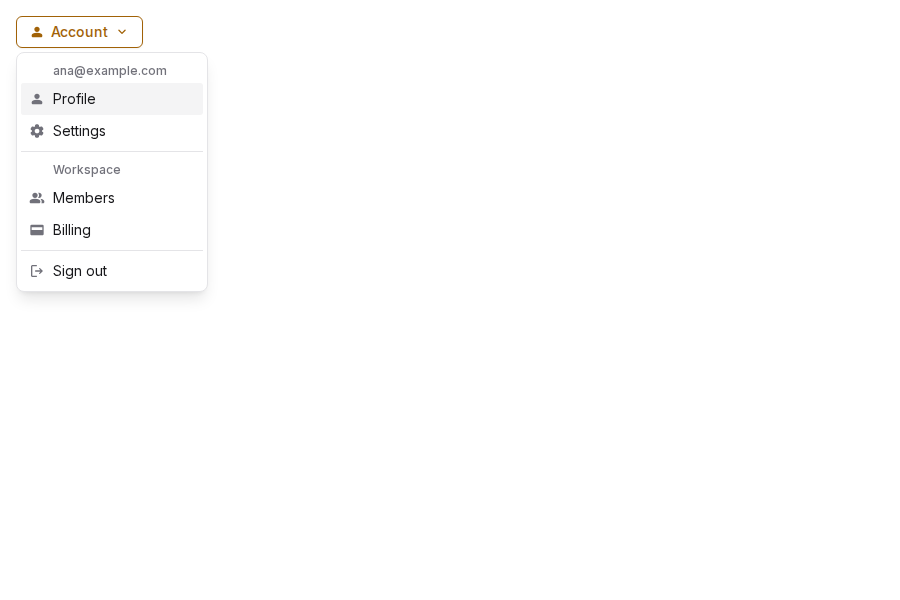 Account
ana@example.com
Profile
Settings
Workspace
Members
Billing
Sign out